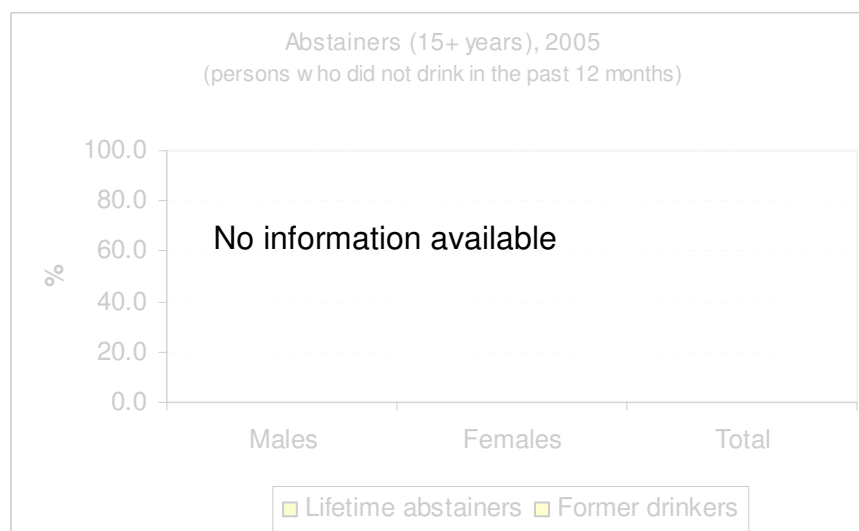 Abstainers (15+ years), 2005
(persons who did not drink in the past 12 months)
100.0
80.0
No information available
60.0
%
40.0
20.0
0.0
Males Females Total
Lifetime abstainers Former drinkers